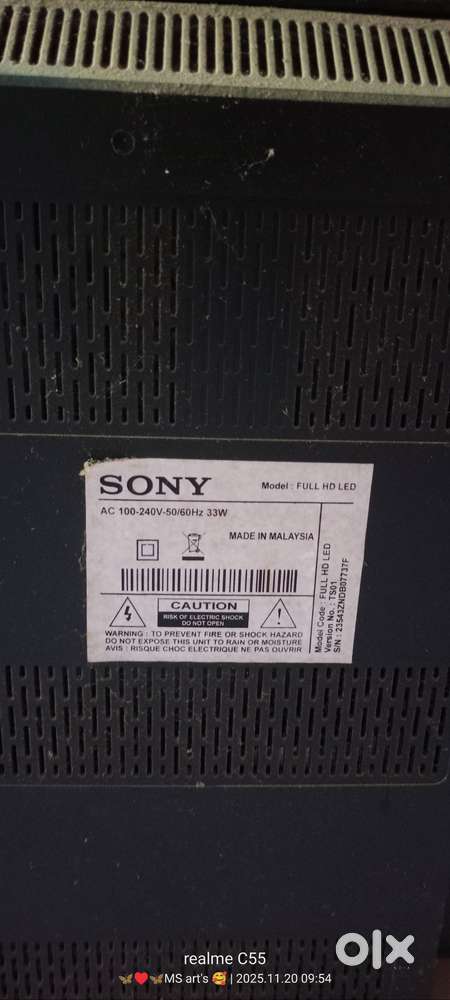 SONY
Model : FULL HD LED
AC 100-240V-50/60Hz 33W
MADE IN MALAYSIA
CAUTION
RISK OF ELECTRIC SHOCK
DO NOT OPEN
WARNING : TO PREVENT FIRE OR SHOCK HAZARD
DO NOT EXPOSE THIS UNIT TO RAIN OR MOISTURE
AVIS : RISQUE CHOC ELECTRIQUE NE PAS OUVRIR
Model Code : FULL HD LED
Version No. : TS01
S/N : 23543ZNDB07737F
realme C55
🦋❤️🦋MS art's 🥰 | 2025.11.20 09:54
olx